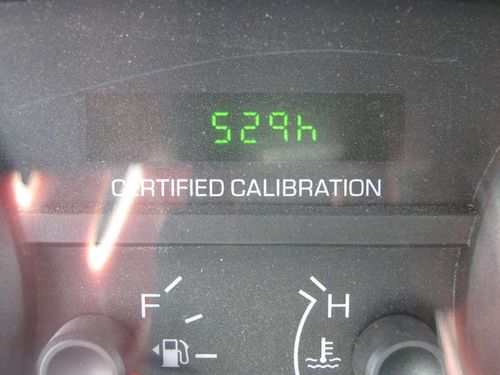 529h
CERTIFIED CALIBRATION
F H